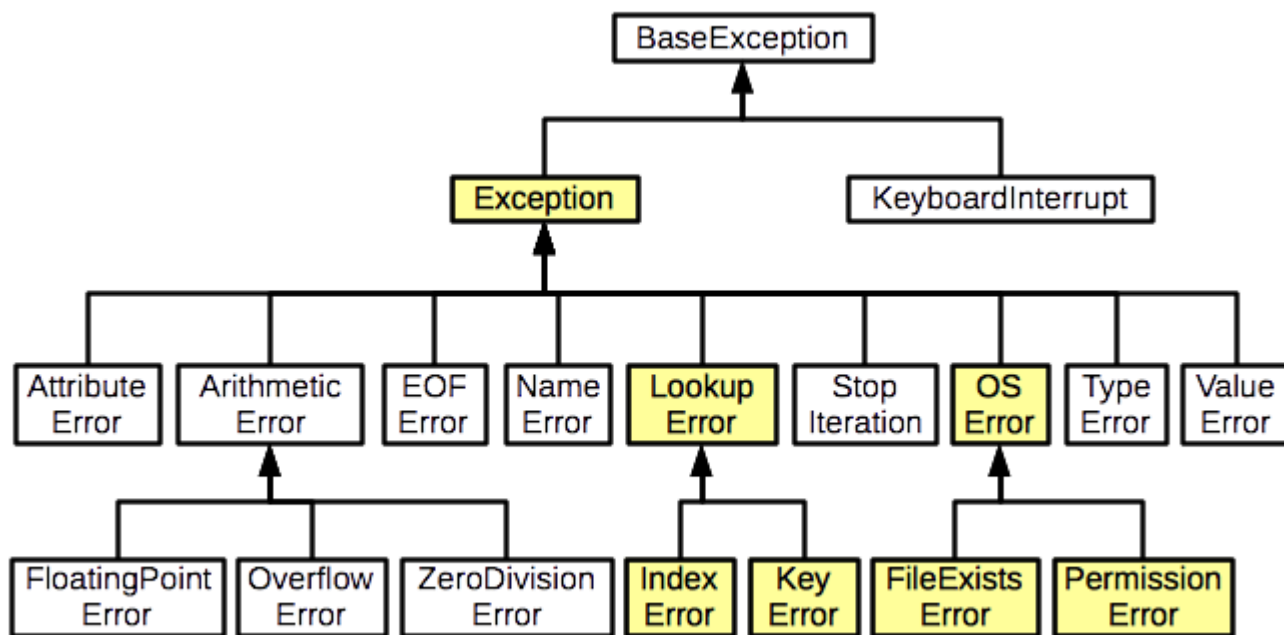 BaseException
Exception
KeyboardInterrupt
Attribute
Error
Arithmetic
Error
EOF
Error
Name
Error
Lookup
Error
Stop
Iteration
OS
Error
Type
Error
Value
Error
FloatingPoint
Error
Overflow
Error
ZeroDivision
Error
Index
Error
Key
Error
FileExists
Error
Permission
Error